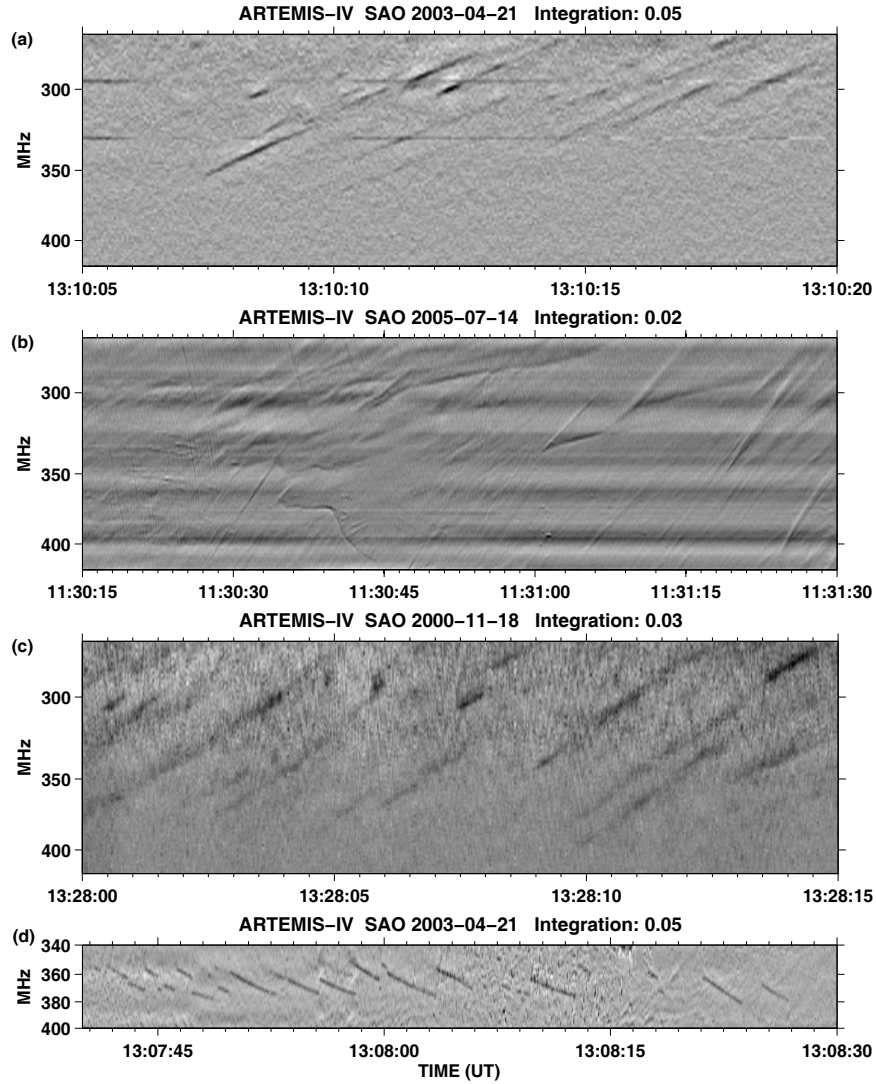 ARTEMIS−IV SAO 2003−04−21 Integration: 0.05
(a)
300
350
400
MHz
13:10:05 13:10:10 13:10:15 13:10:20
ARTEMIS−IV SAO 2005−07−14 Integration: 0.02
(b)
300
350
400
MHz
11:30:15 11:30:30 11:30:45 11:31:00 11:31:15 11:31:30
ARTEMIS−IV SAO 2000−11−18 Integration: 0.03
(c)
300
350
400
MHz
13:28:00 13:28:05 13:28:10 13:28:15
ARTEMIS−IV SAO 2003−04−21 Integration: 0.05
(d)
340
360
380
400
MHz
13:07:45 13:08:00 13:08:15 13:08:30
TIME (UT)